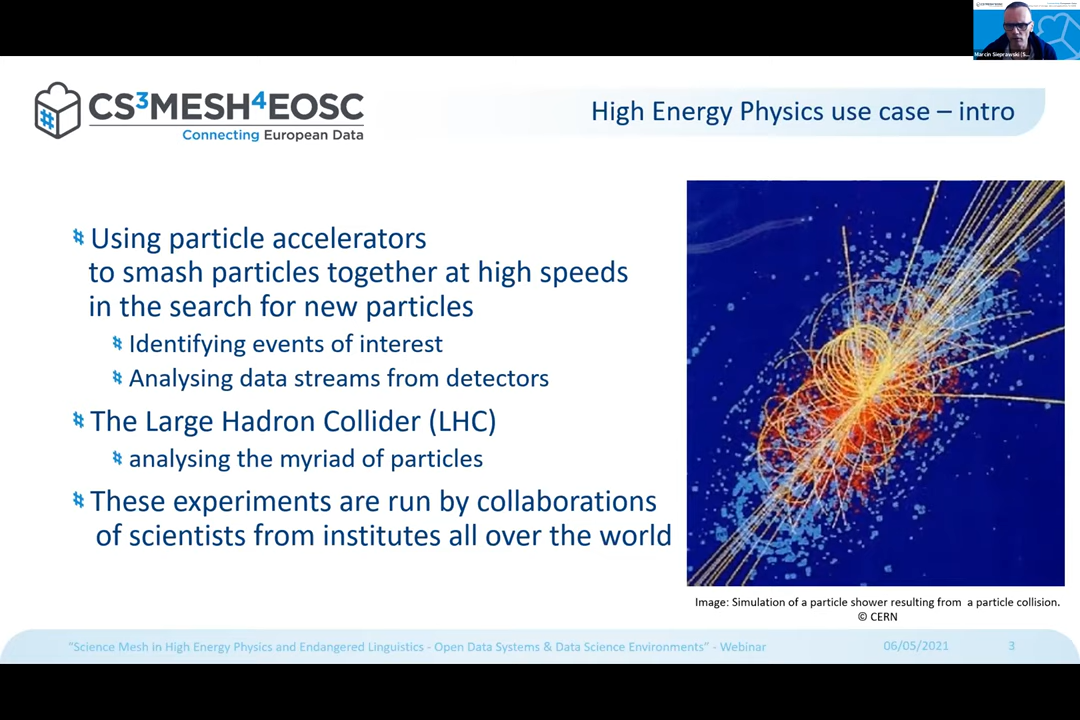 Marcin Sieprawski (S...
CS3MESH4EOSC
Connecting European Data
High Energy Physics use case – intro
Using particle accelerators
to smash particles together at high speeds
in the search for new particles
Identifying events of interest
Analysing data streams from detectors
The Large Hadron Collider (LHC)
analysing the myriad of particles
These experiments are run by collaborations
of scientists from institutes all over the world
Image: Simulation of a particle shower resulting from a particle collision.
© CERN
"Science Mesh in High Energy Physics and Endangered Linguistics - Open Data Systems & Data Science Environments" - Webinar
06/05/2021
3